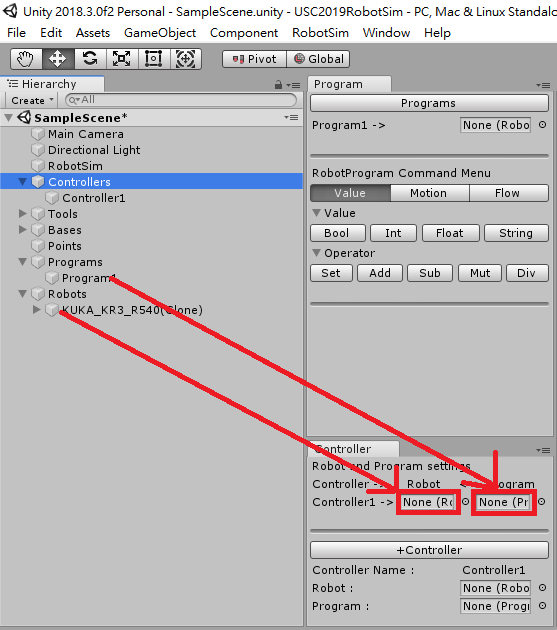 Unity 2018.3.0f2 Personal - SampleScene.unity - USC2019RobotSim - PC, Mac & Linux Standalo
File Edit Assets GameObject Component RobotSim Window Help
Pivot Global
Hierarchy
Create All
SampleScene*
Main Camera
Directional Light
RobotSim
Controllers
Controller1
Tools
Bases
Points
Programs
Program1
Robots
KUKA_KR3_R540(Clone)
Program
Programs
Program1 -> None (Robo
RobotProgram Command Menu
Value Motion Flow
Value
Bool Int Float String
Operator
Set Add Sub Mut Div
Controller
Robot and Program settings
Controller -> Robot <- Program
Controller1 -> None (Ro None (Pr
+Controller
Controller Name : Controller1
Robot : None (Robo
Program : None (Progr